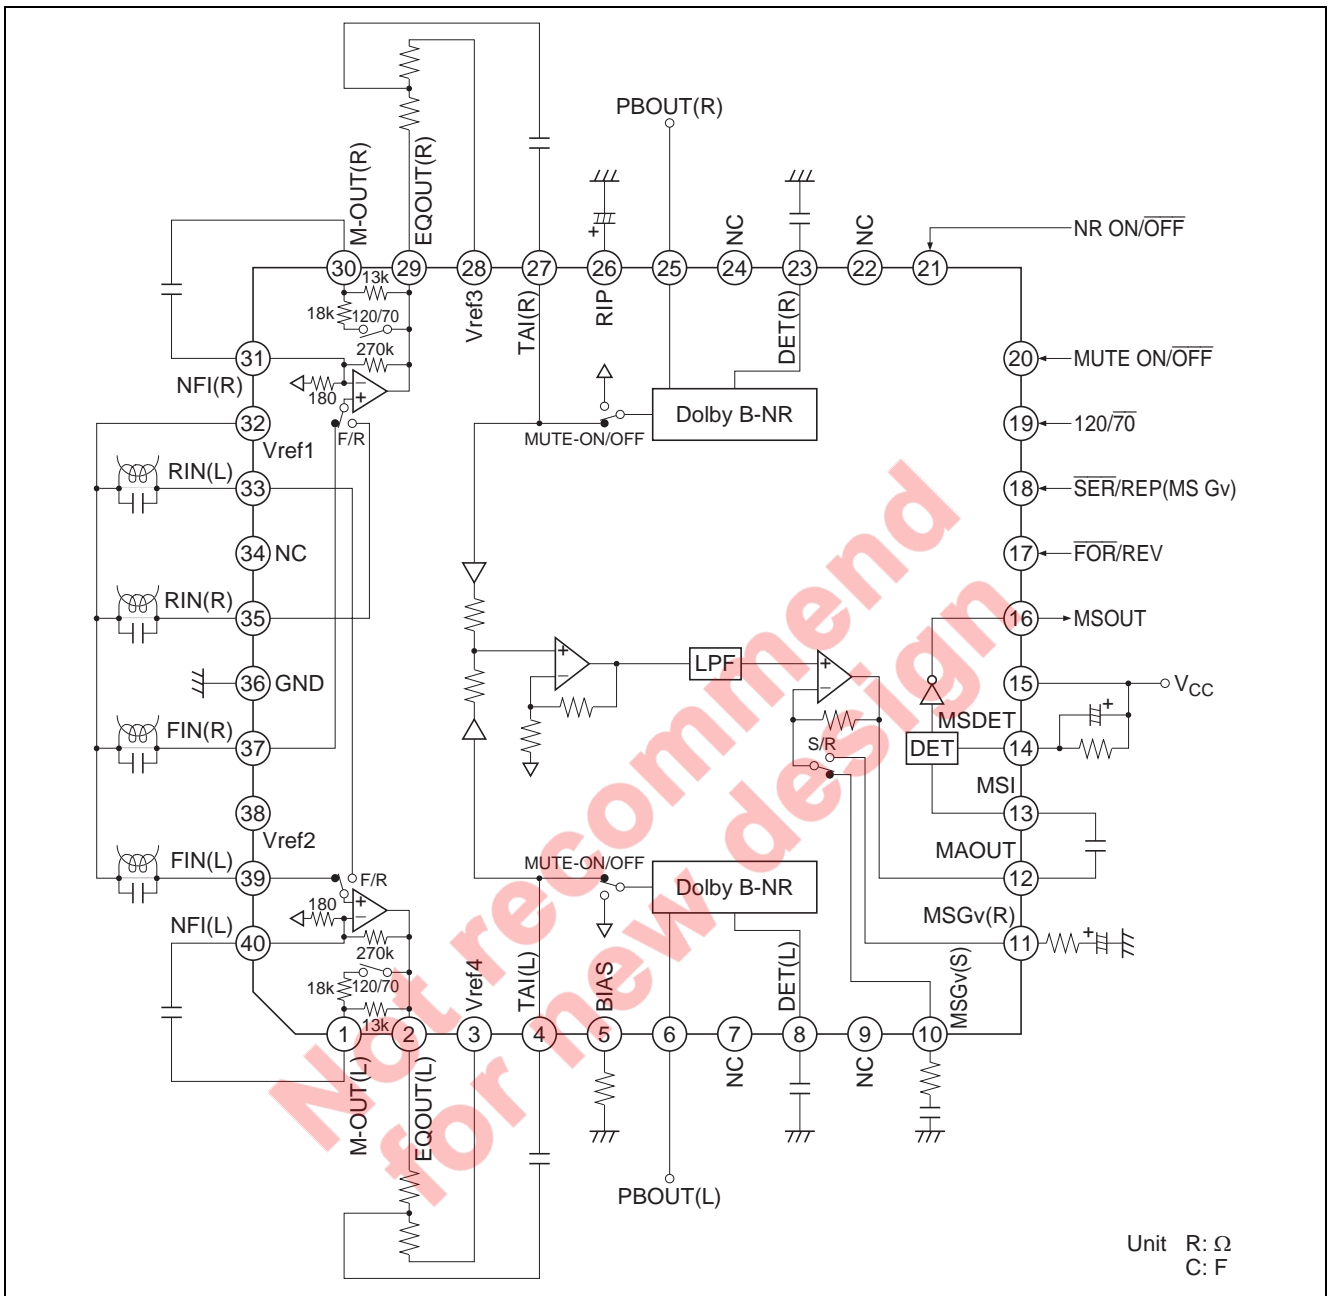 PBOUT(R)
M-OUT(R)
EQOUT(R)
NC
NC
NR ON/OFF
30
29
28
27
26
25
24
23
22
21
13k
18k
120/70
270k
Vref3
TAI(R)
RIP
DET(R)
31
NFI(R)
180
−
+
F/R
20
MUTE ON/OFF
Dolby B-NR
MUTE-ON/OFF
32
Vref1
19
120/70
RIN(L)
33
18
SER/REP(MS Gv)
34
NC
17
FOR/REV
RIN(R)
35
16
MSOUT
36
GND
+
−
LPF
+
−
15
VCC
+
MSDET
FIN(R)
37
S/R
DET
14
MSI
38
Vref2
13
MAOUT
FIN(L)
39
F/R
MUTE-ON/OFF
Dolby B-NR
12
180
+
−
MSGv(R)
NFI(L)
40
11
+
270k
18k
120/70
13k
Vref4
TAI(L)
BIAS
DET(L)
MSGv(S)
1
2
3
4
5
6
7
8
9
10
M-OUT(L)
EQOUT(L)
NC
NC
PBOUT(L)
Unit R: Ω
C: F
Not recommend
for new design
+